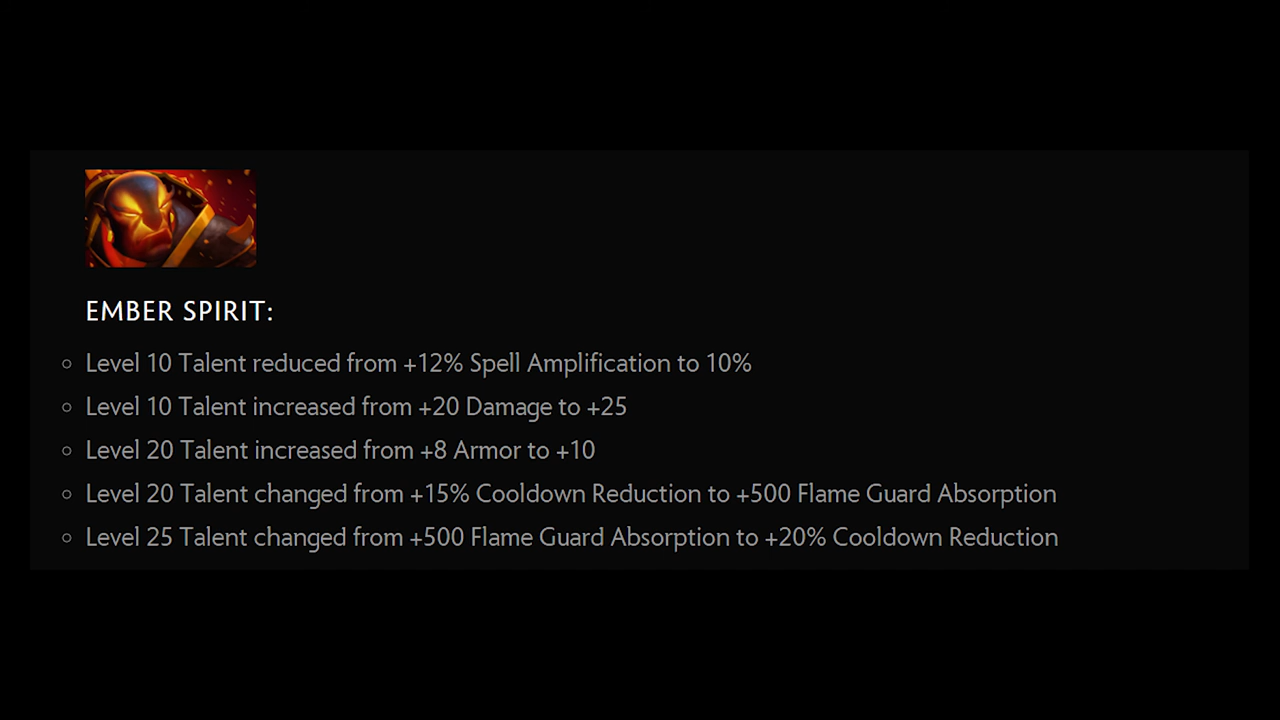 EMBER SPIRIT:
Level 10 Talent reduced from +12% Spell Amplification to 10%
Level 10 Talent increased from +20 Damage to +25
Level 20 Talent increased from +8 Armor to +10
Level 20 Talent changed from +15% Cooldown Reduction to +500 Flame Guard Absorption
Level 25 Talent changed from +500 Flame Guard Absorption to +20% Cooldown Reduction